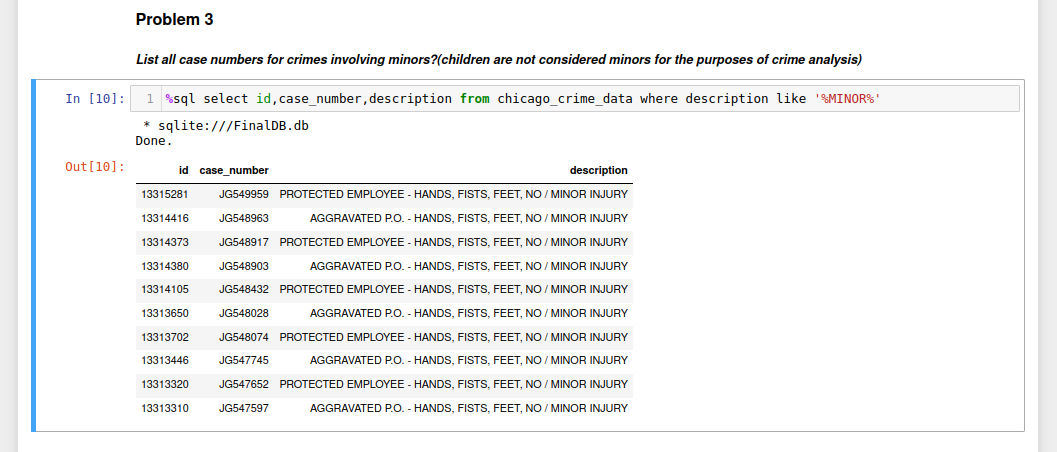 Problem 3
List all case numbers for crimes involving minors?(children are not considered minors for the purposes of crime analysis)
In [10]: 1 %sql select id,case_number,description from chicago_crime_data where description like '%MINOR%'
* sqlite:///FinalDB.db
Done.
Out[10]: id case_number description
13315281 JG549959 PROTECTED EMPLOYEE - HANDS, FISTS, FEET, NO / MINOR INJURY
13314416 JG548963 AGGRAVATED P.O. - HANDS, FISTS, FEET, NO / MINOR INJURY
13314373 JG548917 PROTECTED EMPLOYEE - HANDS, FISTS, FEET, NO / MINOR INJURY
13314380 JG548903 AGGRAVATED P.O. - HANDS, FISTS, FEET, NO / MINOR INJURY
13314105 JG548432 PROTECTED EMPLOYEE - HANDS, FISTS, FEET, NO / MINOR INJURY
13313650 JG548028 AGGRAVATED P.O. - HANDS, FISTS, FEET, NO / MINOR INJURY
13313702 JG548074 PROTECTED EMPLOYEE - HANDS, FISTS, FEET, NO / MINOR INJURY
13313446 JG547745 AGGRAVATED P.O. - HANDS, FISTS, FEET, NO / MINOR INJURY
13313320 JG547652 PROTECTED EMPLOYEE - HANDS, FISTS, FEET, NO / MINOR INJURY
13313310 JG547597 AGGRAVATED P.O. - HANDS, FISTS, FEET, NO / MINOR INJURY